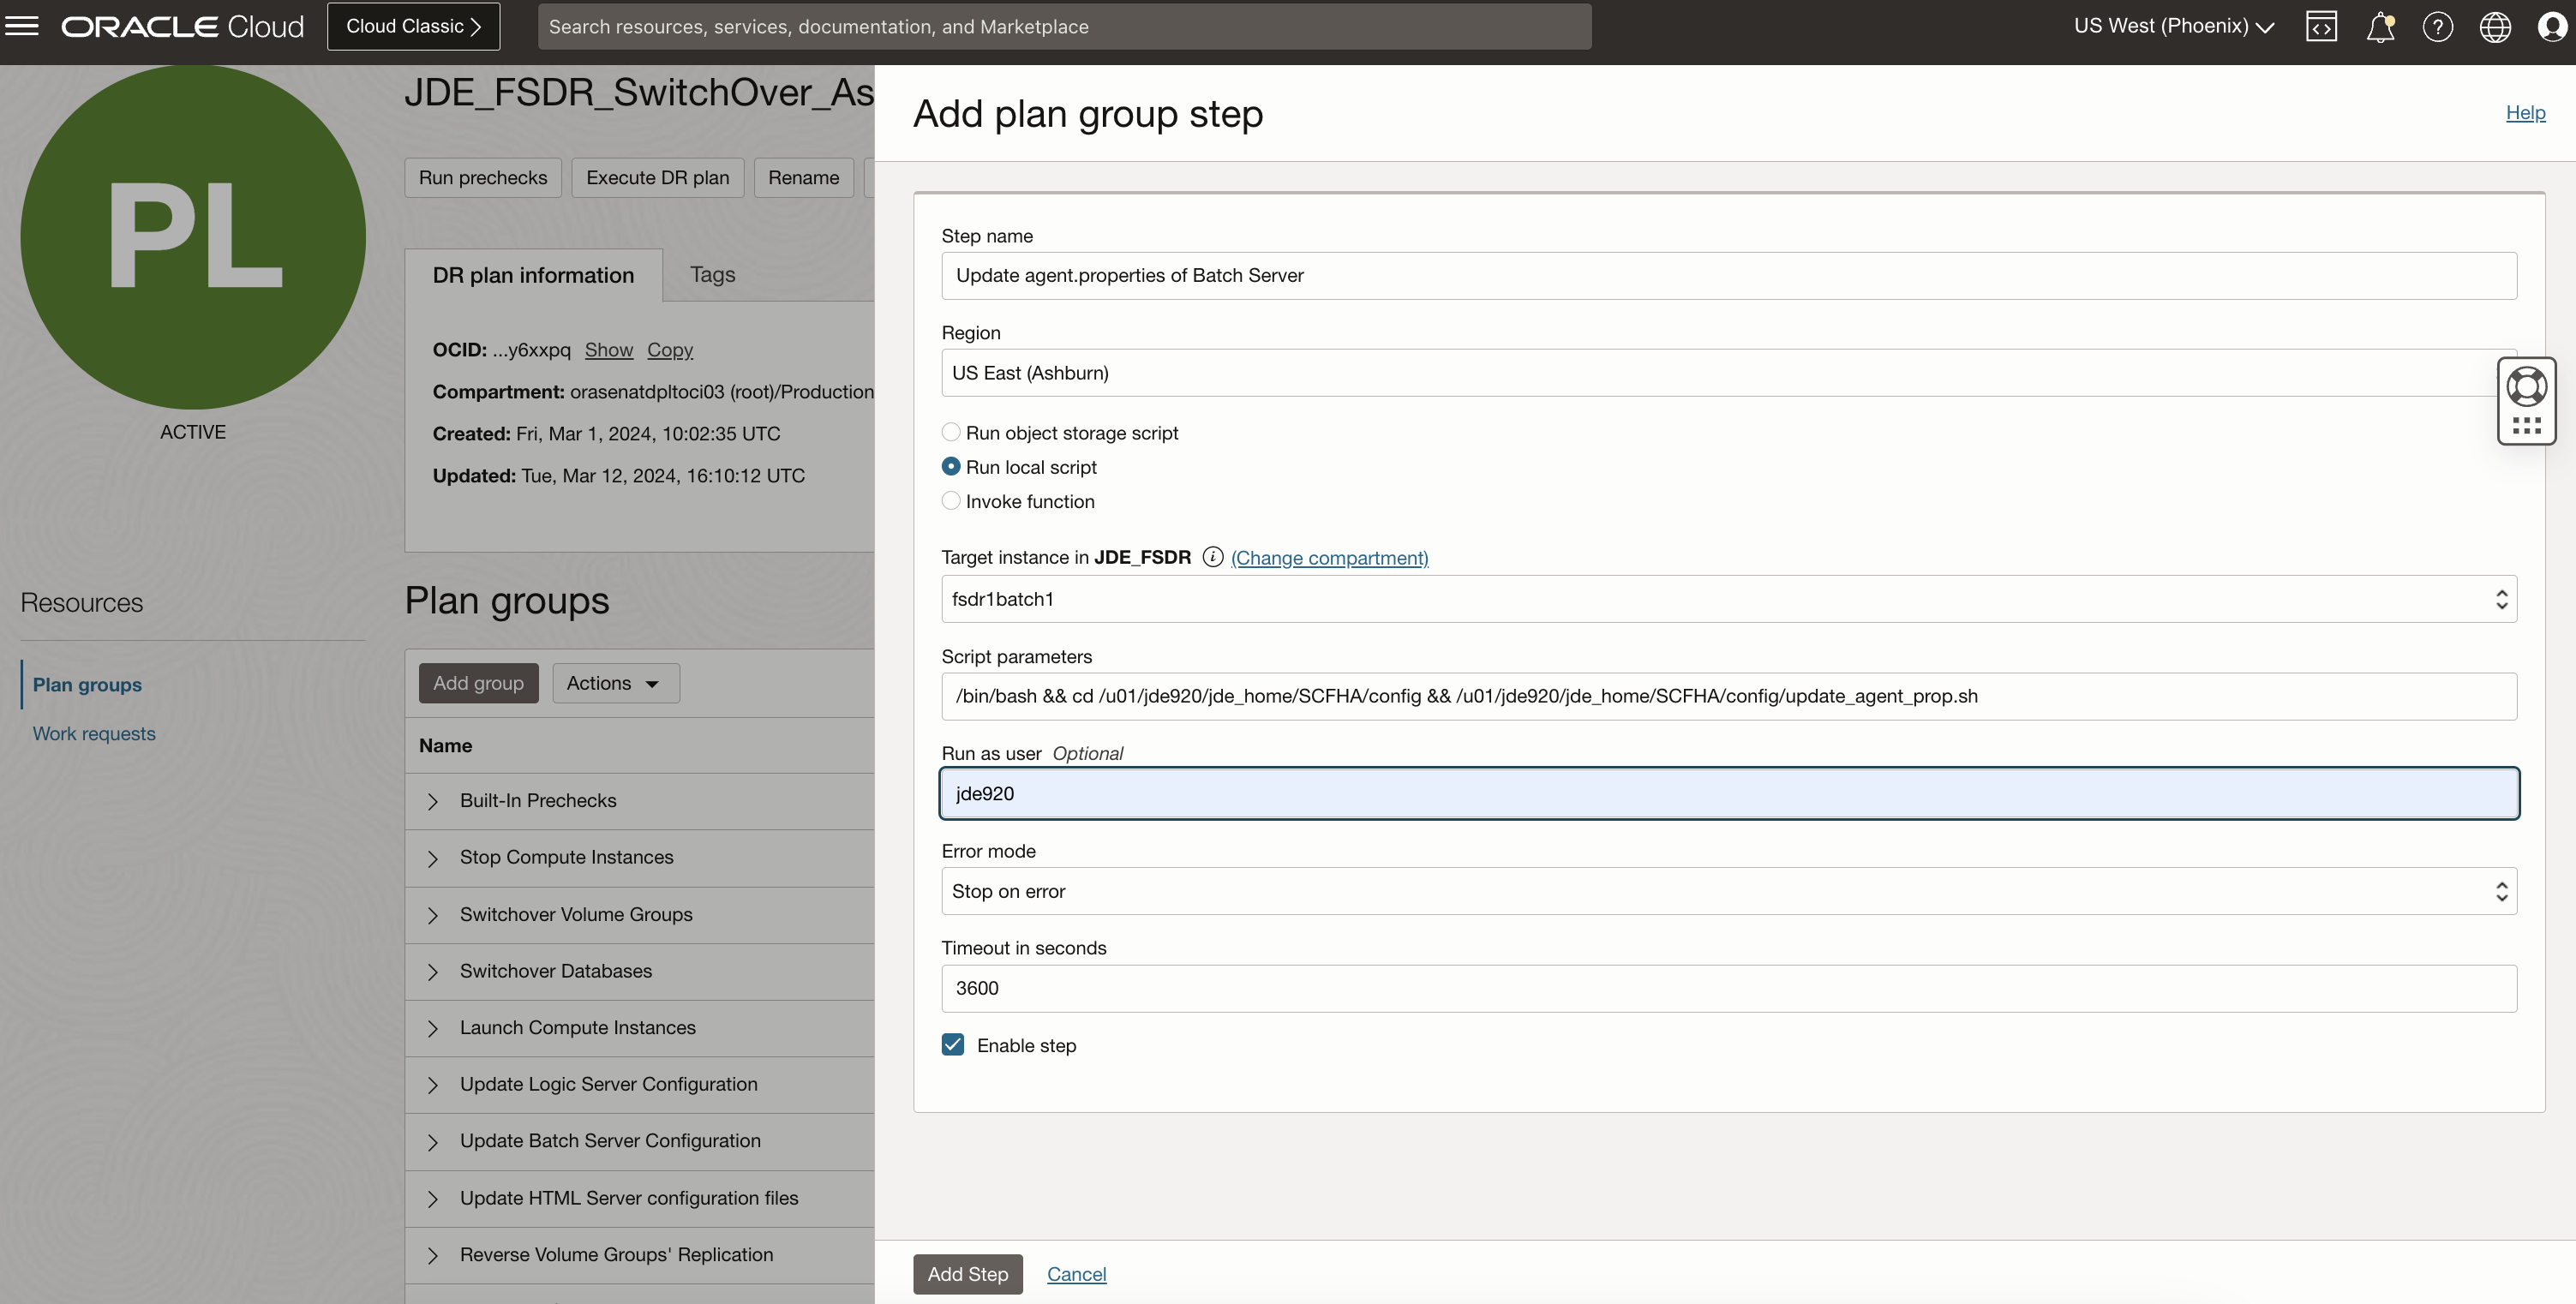 ORACLE Cloud
Cloud Classic
Search resources, services, documentation, and Marketplace
US West (Phoenix)
PL
ACTIVE
Resources
Plan groups
Work requests
JDE_FSDR_SwitchOver_As
Run prechecks
Execute DR plan
Rename
DR plan information
Tags
OCID: ...y6xxpq Show Copy
Compartment: orasenatdpltoci03 (root)/Production
Created: Fri, Mar 1, 2024, 10:02:35 UTC
Updated: Tue, Mar 12, 2024, 16:10:12 UTC
Plan groups
Add group
Actions
Name
Built-In Prechecks
Stop Compute Instances
Switchover Volume Groups
Switchover Databases
Launch Compute Instances
Update Logic Server Configuration
Update Batch Server Configuration
Update HTML Server configuration files
Reverse Volume Groups' Replication
Add plan group step
Help
Step name
Update agent.properties of Batch Server
Region
US East (Ashburn)
Run object storage script
Run local script
Invoke function
Target instance in JDE_FSDR (Change compartment)
fsdr1batch1
Script parameters
/bin/bash && cd /u01/jde920/jde_home/SCFHA/config && /u01/jde920/jde_home/SCFHA/config/update_agent_prop.sh
Run as user Optional
jde920
Error mode
Stop on error
Timeout in seconds
3600
Enable step
Add Step
Cancel